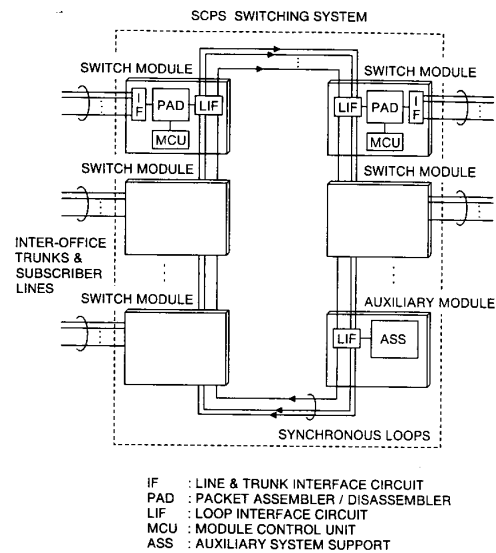 SCPS SWITCHING SYSTEM
SWITCH MODULE
SWITCH MODULE
IF
PAD
LIF
MCU
LIF
PAD
IF
MCU
SWITCH MODULE
SWITCH MODULE
INTER-OFFICE
TRUNKS &
SUBSCRIBER
LINES
SWITCH MODULE
AUXILIARY MODULE
LIF
ASS
SYNCHRONOUS LOOPS
IF : LINE & TRUNK INTERFACE CIRCUIT
PAD : PACKET ASSEMBLER / DISASSEMBLER
LIF : LOOP INTERFACE CIRCUIT
MCU : MODULE CONTROL UNIT
ASS : AUXILIARY SYSTEM SUPPORT